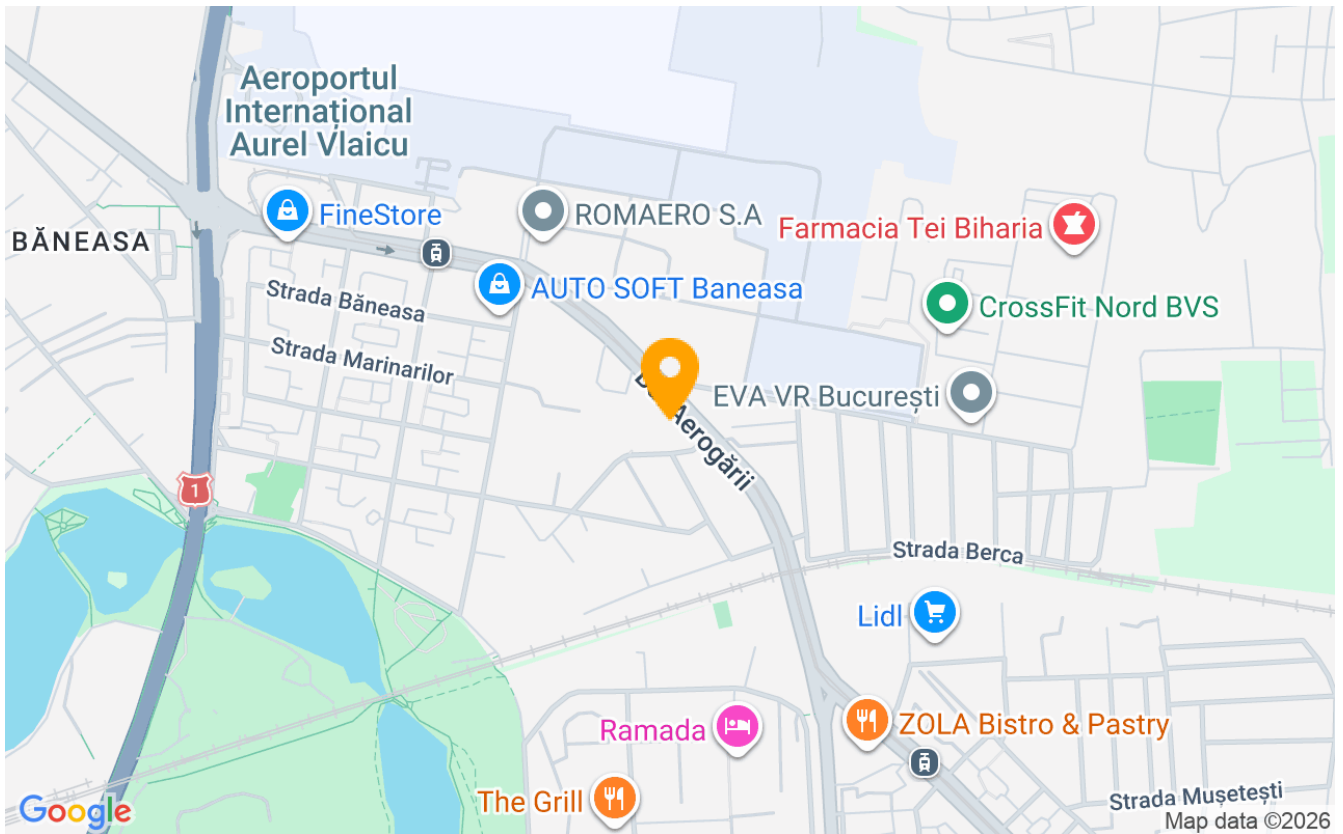 Aeroportul
Internațional
Aurel Vlaicu
FineStore
ROMAERO S.A
Farmacia Tei Biharia
BĂNEASA
Strada Băneasa
AUTO SOFT Baneasa
CrossFit Nord BVS
Strada Marinarilor
EVA VR București
Aerogării
1
Strada Berca
Lidl
Ramada
ZOLA Bistro & Pastry
The Grill
Strada Mușetești
Google
Map data ©2026